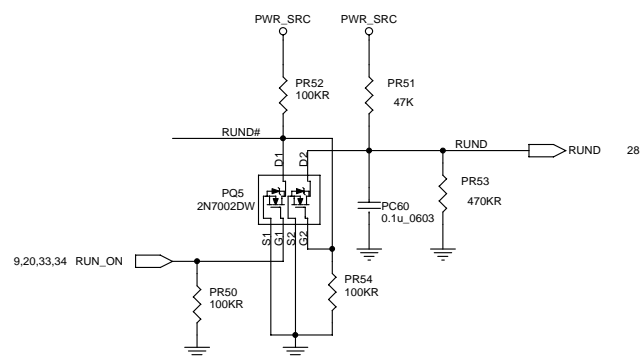 PWR_SRC
PWR_SRC
PR52
100KR
PR51
47K
RUND#
RUND
RUND 28
D1
D2
PQ5
2N7002DW
PC60
0.1u_0603
PR53
470KR
S1
G1
S2
G2
9,20,33,34 RUN_ON
PR50
100KR
PR54
100KR